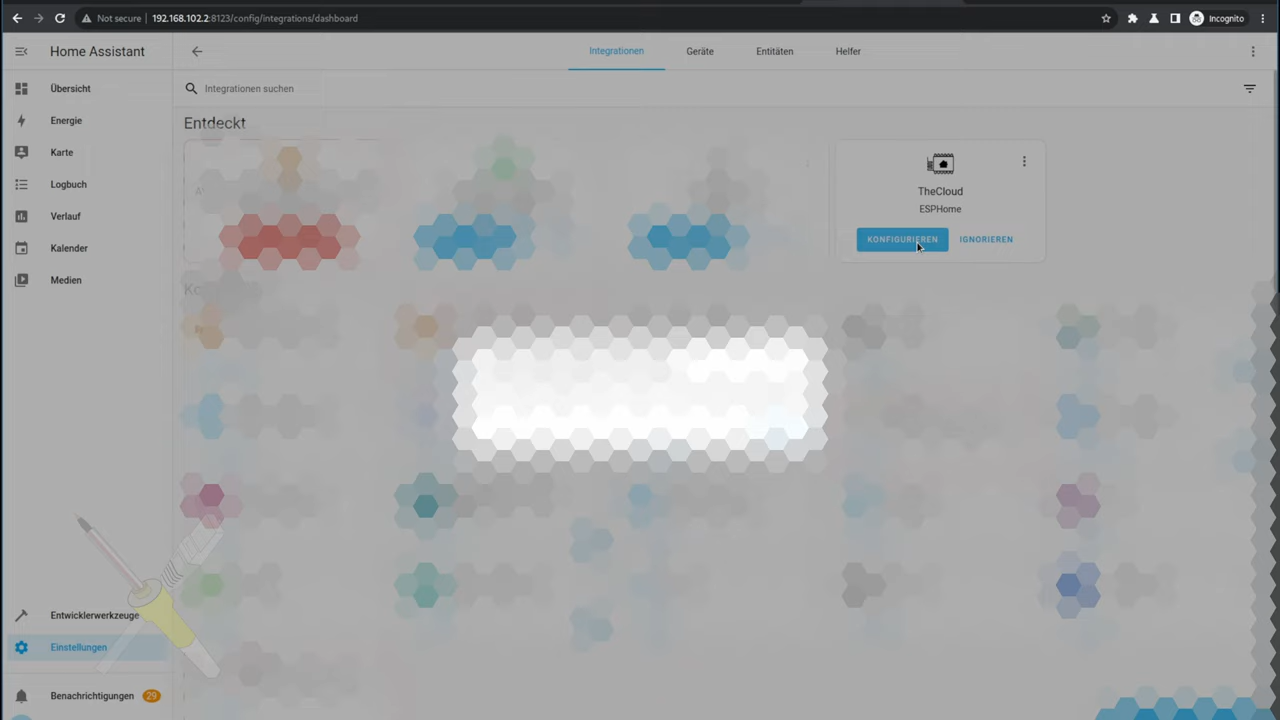 Not secure
192.168.102.2:8123/config/integrations/dashboard
Incognito
Home Assistant
Integrationen
Geräte
Entitäten
Helfer
Übersicht
Integrationen suchen
Energie
Entdeckt
Karte
Logbuch
TheCloud
ESPHome
Verlauf
KONFIGURIEREN
IGNORIEREN
Kalender
Medien
Entwicklerwerkzeuge
Einstellungen
Benachrichtigungen
29